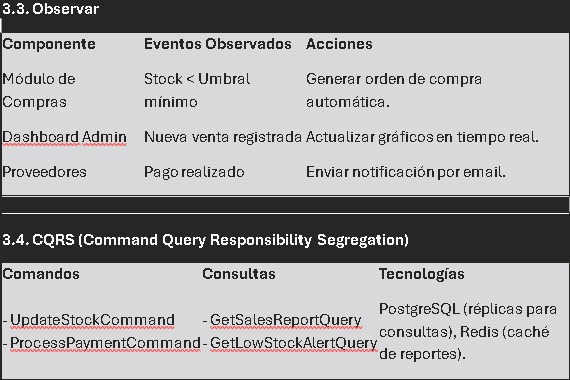 3.3. Observar
Componente Eventos Observados Acciones
Módulo de Compras Stock < Umbral mínimo Generar orden de compra automática.
Dashboard Admin Nueva venta registrada Actualizar gráficos en tiempo real.
Proveedores Pago realizado Enviar notificación por email.
3.4. CQRS (Command Query Responsibility Segregation)
Comandos Consultas Tecnologías
- UpdateStockCommand
- ProcessPaymentCommand
- GetSalesReportQuery
- GetLowStockAlertQuery
PostgreSQL (réplicas para
consultas), Redis (caché
de reportes).